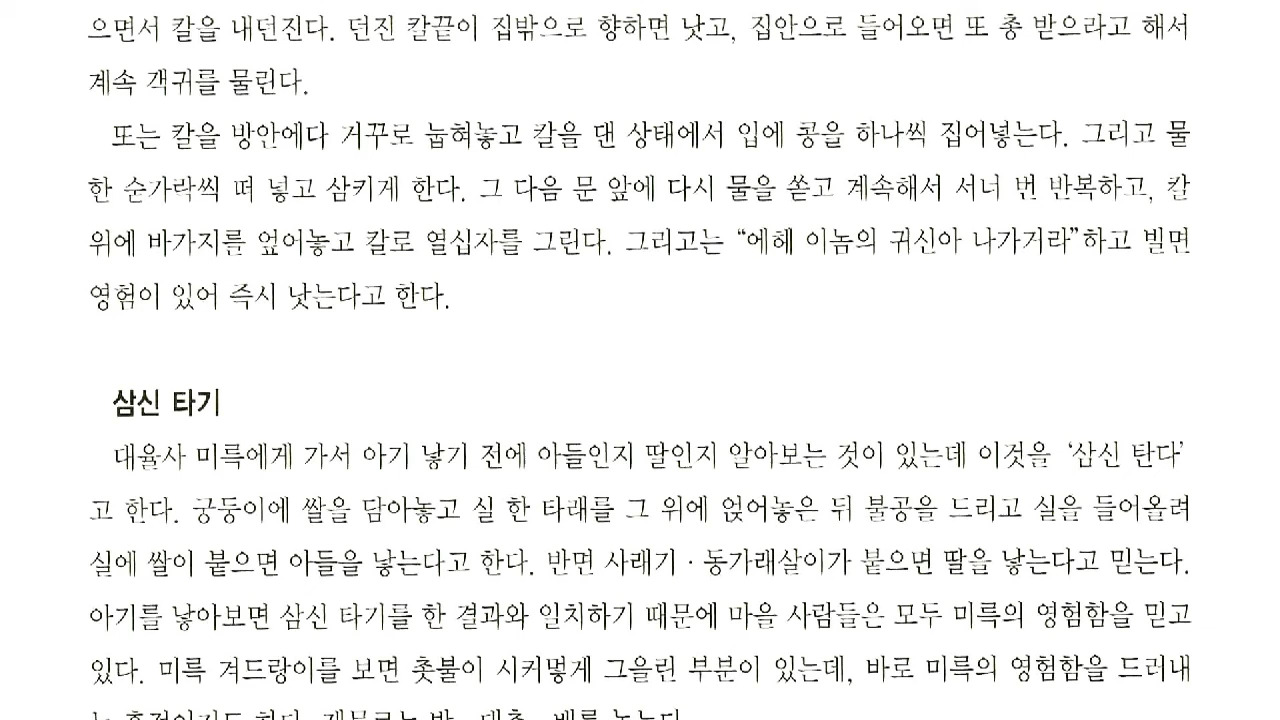 으면서 칼을 내던진다. 던진 칼끝이 집밖으로 향하면 낫고, 집안으로 들어오면 또 총 받으라고 해서
계속 객귀를 물린다.
또는 칼을 방안에다 거꾸로 눕혀놓고 칼을 댄 상태에서 입에 콩을 하나씩 집어넣는다. 그리고 물
한 숟가락씩 떠 넣고 삼키게 한다. 그 다음 문 앞에 다시 물을 쏟고 계속해서 서너 번 반복하고, 칼
위에 바가지를 엎어놓고 칼로 열십자를 그린다. 그리고는 “에헤 이놈의 귀신아 나가거라”하고 빌면
영험이 있어 즉시 낫는다고 한다.
삼신 타기
대율사 미륵에게 가서 아기 낳기 전에 아들인지 딸인지 알아보는 것이 있는데 이것을 ‘삼신 탄다’
고 한다. 궁둥이에 쌀을 담아놓고 실 한 타래를 그 위에 얹어놓은 뒤 불공을 드리고 실을 들어올려
실에 쌀이 붙으면 아들을 낳는다고 한다. 반면 사래기 · 동가래살이가 붙으면 딸을 낳는다고 믿는다.
아기를 낳아보면 삼신 타기를 한 결과와 일치하기 때문에 마을 사람들은 모두 미륵의 영험함을 믿고
있다. 미륵 겨드랑이를 보면 촛불이 시커멓게 그을린 부분이 있는데, 바로 미륵의 영험함을 드러내